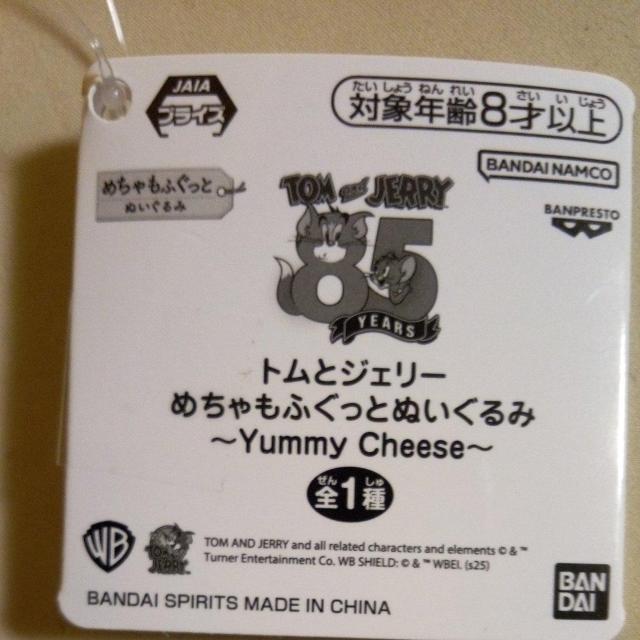 JAIA
プライズ
たいしょうねんれい さいいじょう
対象年齢8才以上
めちゃもふぐっと
ぬいぐるみ
BANDAI NAMCO
BANPRESTO
TOM AND JERRY
85
YEARS
トムとジェリー
めちゃもふぐっとぬいぐるみ
～Yummy Cheese～
ぜん しゅ
全1種
WB
TOM AND JERRY
TOM AND JERRY and all related characters and elements © & ™
Turner Entertainment Co. WB SHIELD: © & ™ WBEI. (s25)
BANDAI SPIRITS MADE IN CHINA
BAN
DAI